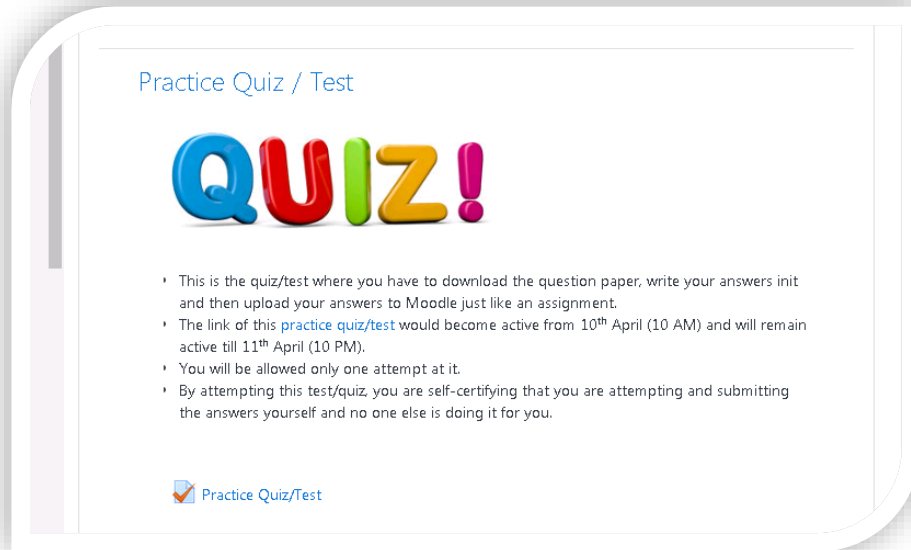 Practice Quiz / Test
QUIZ!
This is the quiz/test where you have to download the question paper, write your answers init
and then upload your answers to Moodle just like an assignment.
The link of this practice quiz/test would become active from 10th April (10 AM) and will remain
active till 11th April (10 PM).
You will be allowed only one attempt at it.
By attempting this test/quiz, you are self-certifying that you are attempting and submitting
the answers yourself and no one else is doing it for you.
Practice Quiz/Test